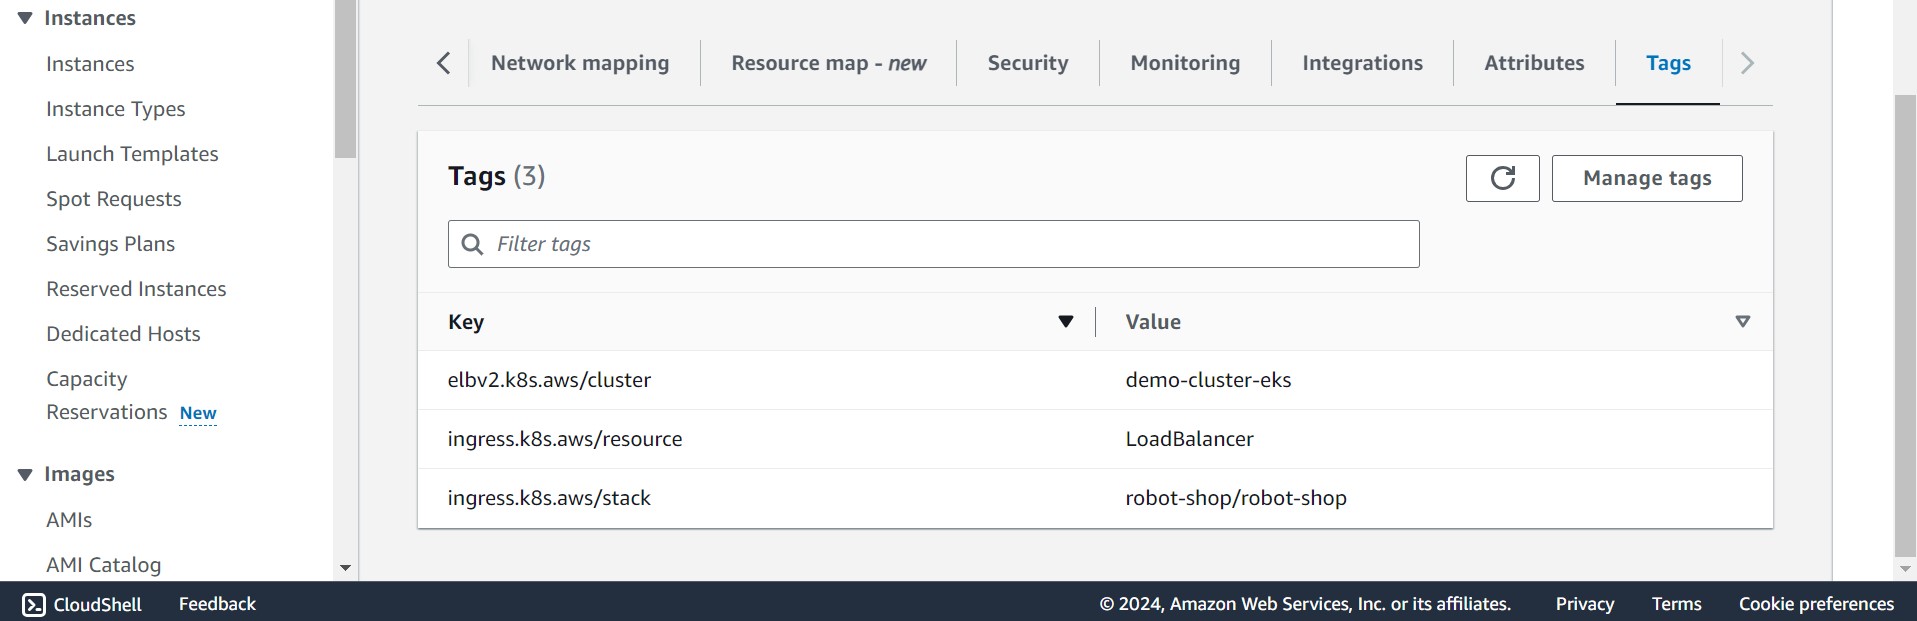 Instances
Instances
Instance Types
Launch Templates
Spot Requests
Savings Plans
Reserved Instances
Dedicated Hosts
Capacity
Reservations New
Images
AMIs
AMI Catalog
Network mapping Resource map - new Security Monitoring Integrations Attributes Tags
Tags (3)
Manage tags
Filter tags
Key Value
elbv2.k8s.aws/cluster demo-cluster-eks
ingress.k8s.aws/resource LoadBalancer
ingress.k8s.aws/stack robot-shop/robot-shop
CloudShell Feedback © 2024, Amazon Web Services, Inc. or its affiliates. Privacy Terms Cookie preferences